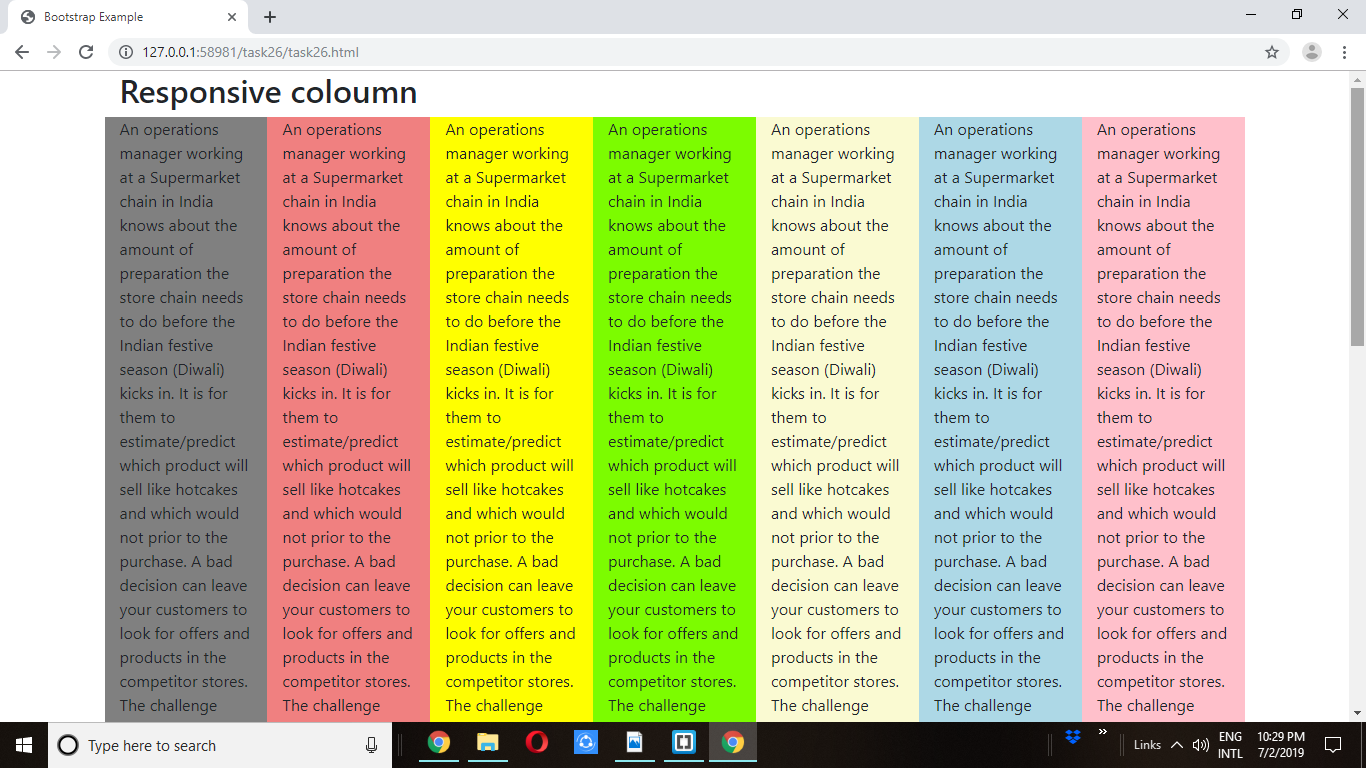 Bootstrap Example
127.0.0.1:58981/task26/task26.html
Responsive coloumn
An operations
manager working
at a Supermarket
chain in India
knows about the
amount of
preparation the
store chain needs
to do before the
Indian festive
season (Diwali)
kicks in. It is for
them to
estimate/predict
which product will
sell like hotcakes
and which would
not prior to the
purchase. A bad
decision can leave
your customers to
look for offers and
products in the
competitor stores.
The challenge
An operations
manager working
at a Supermarket
chain in India
knows about the
amount of
preparation the
store chain needs
to do before the
Indian festive
season (Diwali)
kicks in. It is for
them to
estimate/predict
which product will
sell like hotcakes
and which would
not prior to the
purchase. A bad
decision can leave
your customers to
look for offers and
products in the
competitor stores.
The challenge
An operations
manager working
at a Supermarket
chain in India
knows about the
amount of
preparation the
store chain needs
to do before the
Indian festive
season (Diwali)
kicks in. It is for
them to
estimate/predict
which product will
sell like hotcakes
and which would
not prior to the
purchase. A bad
decision can leave
your customers to
look for offers and
products in the
competitor stores.
The challenge
An operations
manager working
at a Supermarket
chain in India
knows about the
amount of
preparation the
store chain needs
to do before the
Indian festive
season (Diwali)
kicks in. It is for
them to
estimate/predict
which product will
sell like hotcakes
and which would
not prior to the
purchase. A bad
decision can leave
your customers to
look for offers and
products in the
competitor stores.
The challenge
An operations
manager working
at a Supermarket
chain in India
knows about the
amount of
preparation the
store chain needs
to do before the
Indian festive
season (Diwali)
kicks in. It is for
them to
estimate/predict
which product will
sell like hotcakes
and which would
not prior to the
purchase. A bad
decision can leave
your customers to
look for offers and
products in the
competitor stores.
The challenge
An operations
manager working
at a Supermarket
chain in India
knows about the
amount of
preparation the
store chain needs
to do before the
Indian festive
season (Diwali)
kicks in. It is for
them to
estimate/predict
which product will
sell like hotcakes
and which would
not prior to the
purchase. A bad
decision can leave
your customers to
look for offers and
products in the
competitor stores.
The challenge
An operations
manager working
at a Supermarket
chain in India
knows about the
amount of
preparation the
store chain needs
to do before the
Indian festive
season (Diwali)
kicks in. It is for
them to
estimate/predict
which product will
sell like hotcakes
and which would
not prior to the
purchase. A bad
decision can leave
your customers to
look for offers and
products in the
competitor stores.
The challenge
Type here to search
Links
ENG
INTL
10:29 PM
7/2/2019